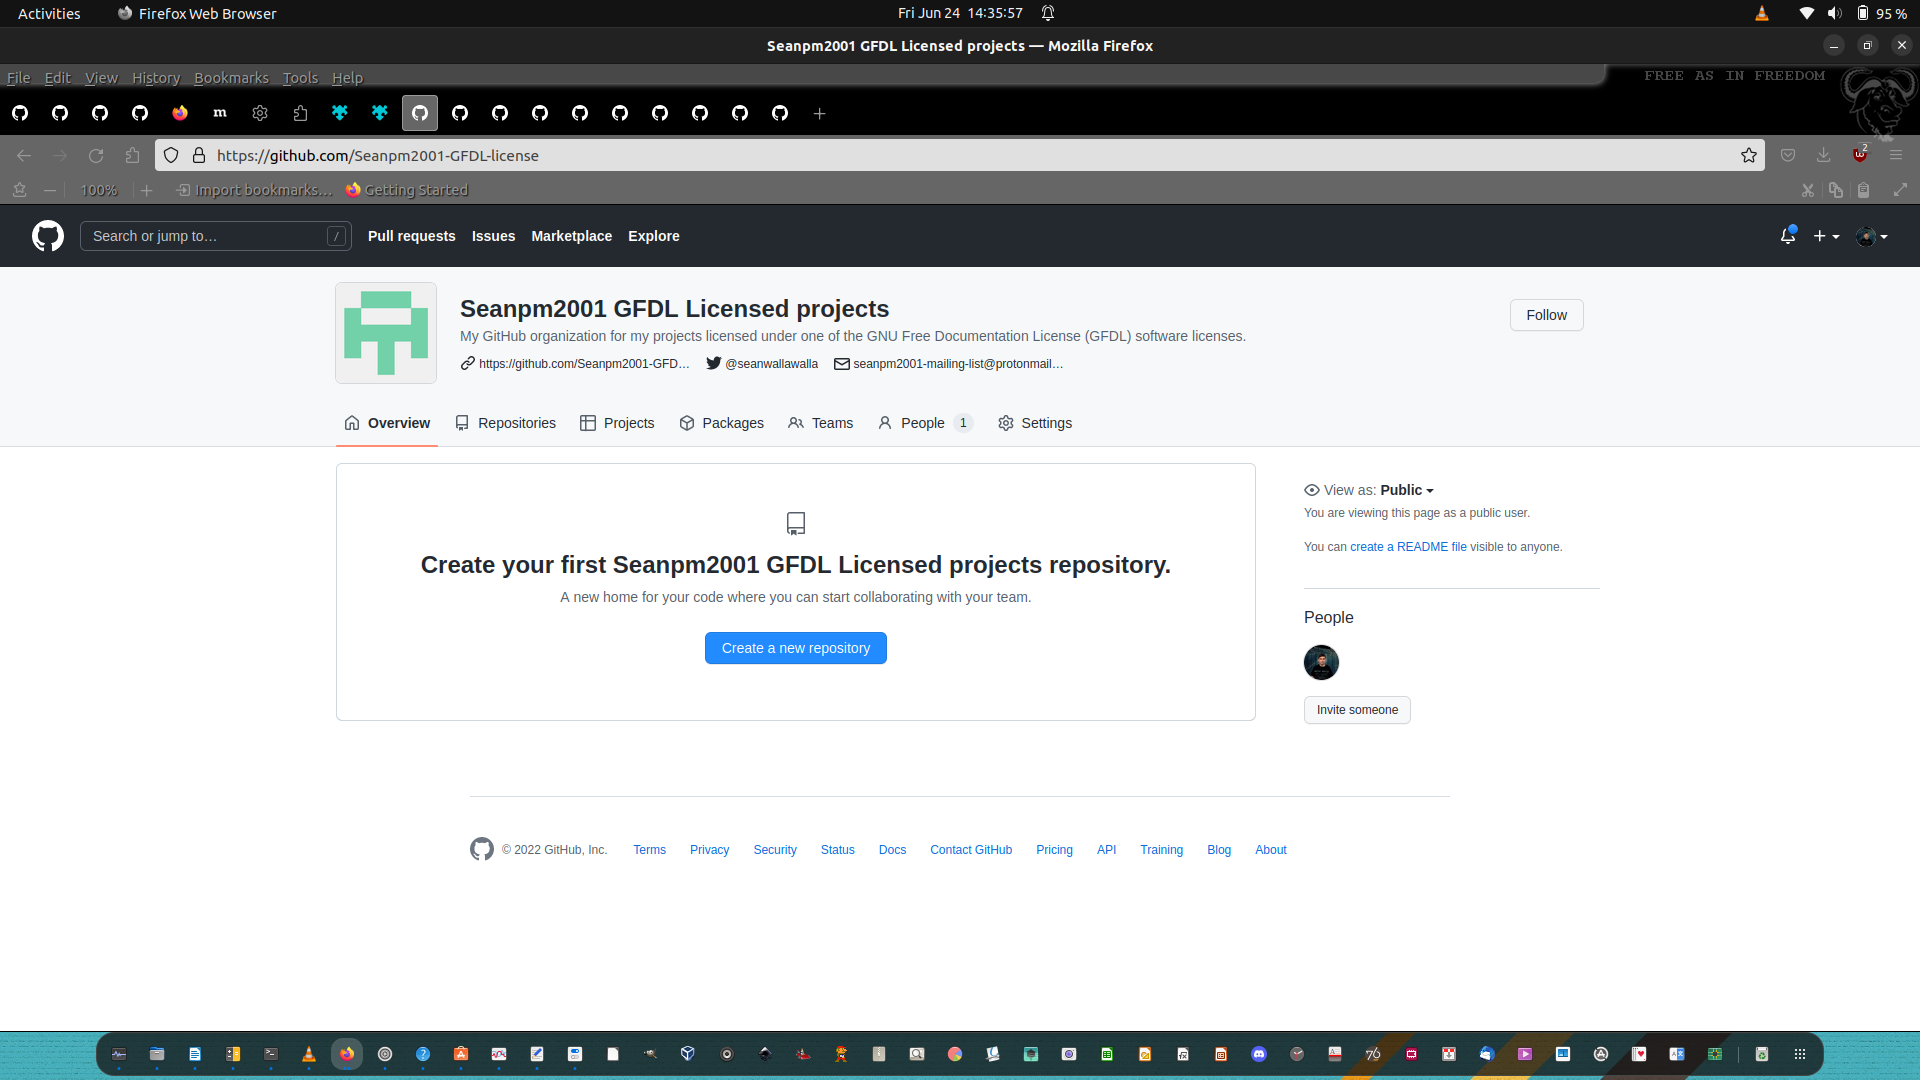 Activities
Firefox Web Browser
Fri Jun 24 14:35:57
95 %
Seanpm2001 GFDL Licensed projects — Mozilla Firefox
File Edit View History Bookmarks Tools Help
FREE AS IN FREEDOM
m
https://github.com/Seanpm2001-GFDL-license
2
100%
Import bookmarks…
Getting Started
Search or jump to…
/
Pull requests
Issues
Marketplace
Explore
Seanpm2001 GFDL Licensed projects
Follow
My GitHub organization for my projects licensed under one of the GNU Free Documentation License (GFDL) software licenses.
https://github.com/Seanpm2001-GFD…
@seanwallawalla
seanpm2001-mailing-list@protonmail…
Overview
Repositories
Projects
Packages
Teams
People 1
Settings
View as: Public
You are viewing this page as a public user.
You can create a README file visible to anyone.
Create your first Seanpm2001 GFDL Licensed projects repository.
A new home for your code where you can start collaborating with your team.
Create a new repository
People
Invite someone
© 2022 GitHub, Inc.
Terms
Privacy
Security
Status
Docs
Contact GitHub
Pricing
API
Training
Blog
About
76